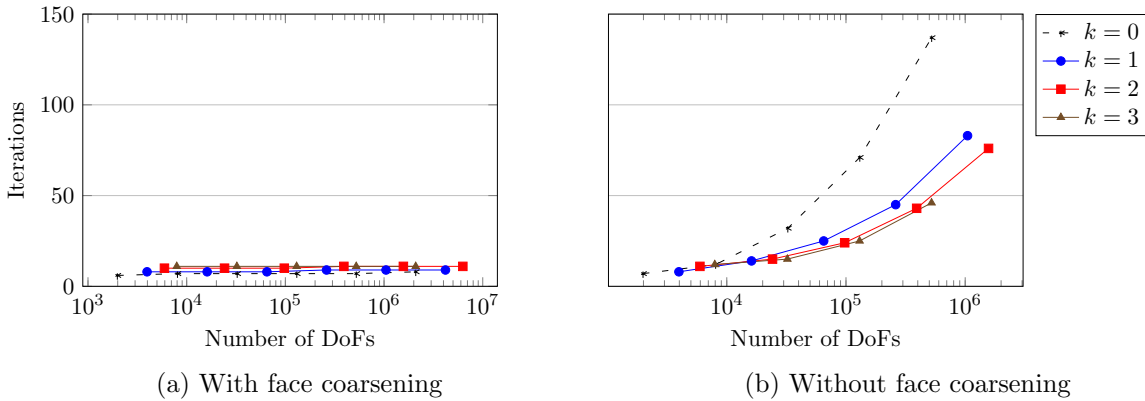 150
100
50
0
Iterations
10^3
10^4
10^5
10^6
10^7
Number of DoFs
(a) With face coarsening
10^4
10^5
10^6
Number of DoFs
(b) Without face coarsening
k = 0
k = 1
k = 2
k = 3